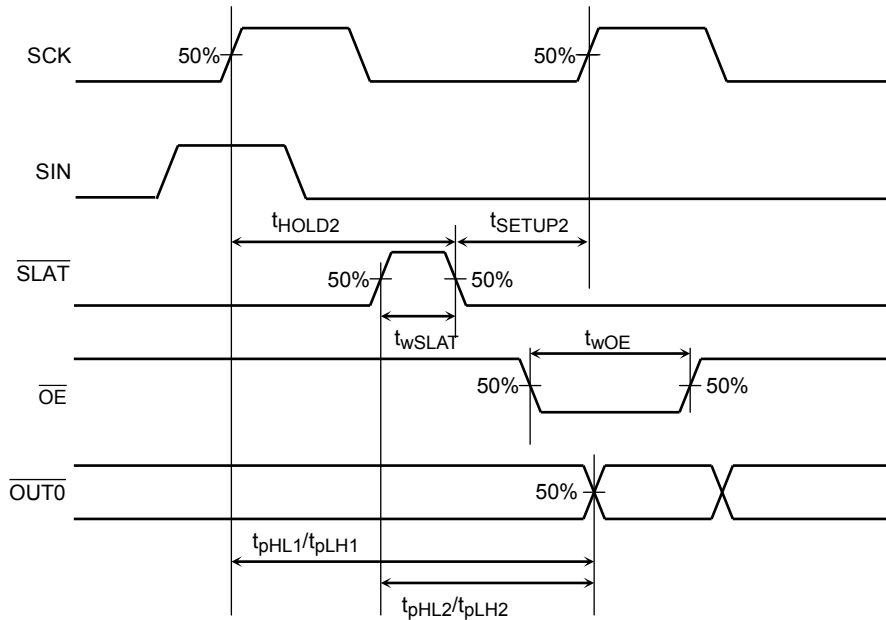 SCK
50%
50%
SIN
tHOLD2
tSETUP2
SLAT
50%
50%
twSLAT
twOE
OE
50%
50%
OUT0
50%
tpHL1/tpLH1
tpHL2/tpLH2